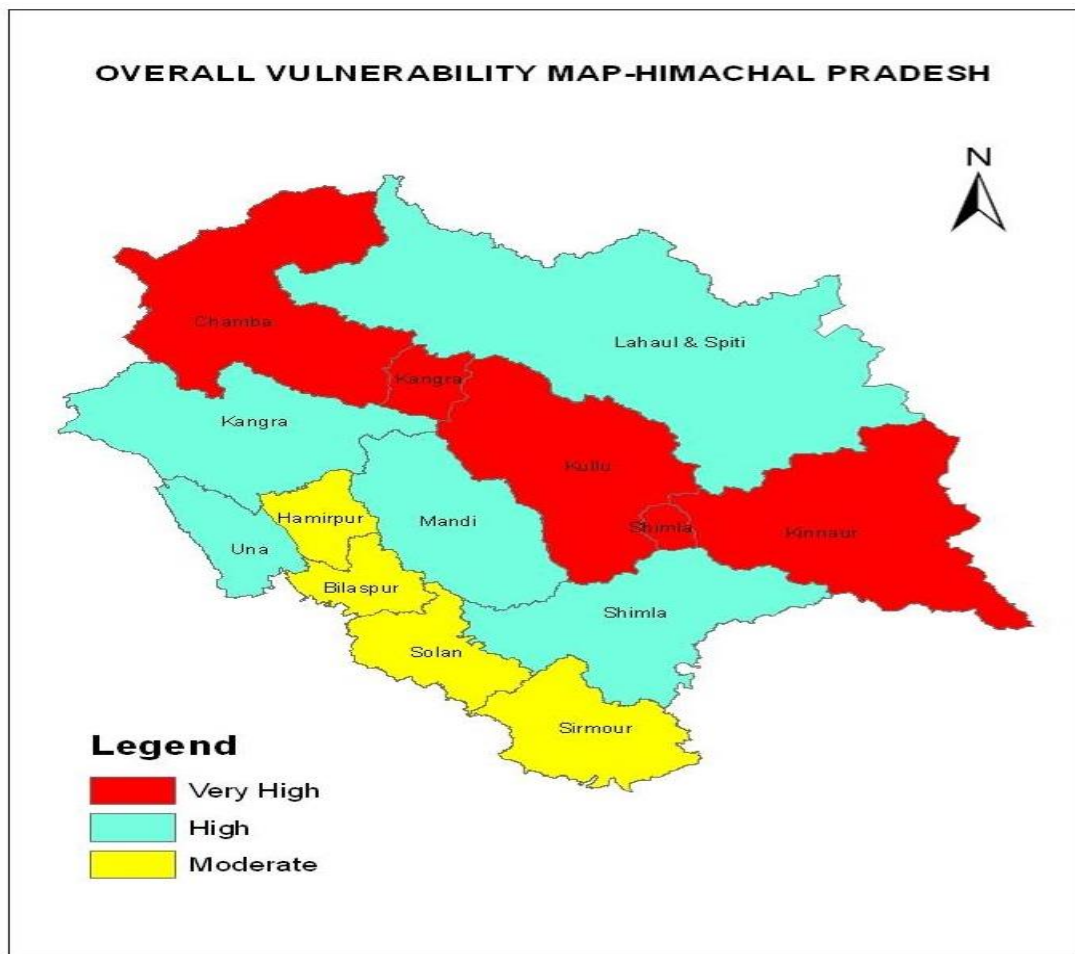 OVERALL VULNERABILITY MAP-HIMACHAL PRADESH
N
Chamba
Lahaul & Spiti
Kangra
Kangra
Kullu
Hamirpur
Mandi
Shimla
Kinnaur
Una
Bilaspur
Shimla
Solan
Sirmour
Legend
Very High
High
Moderate